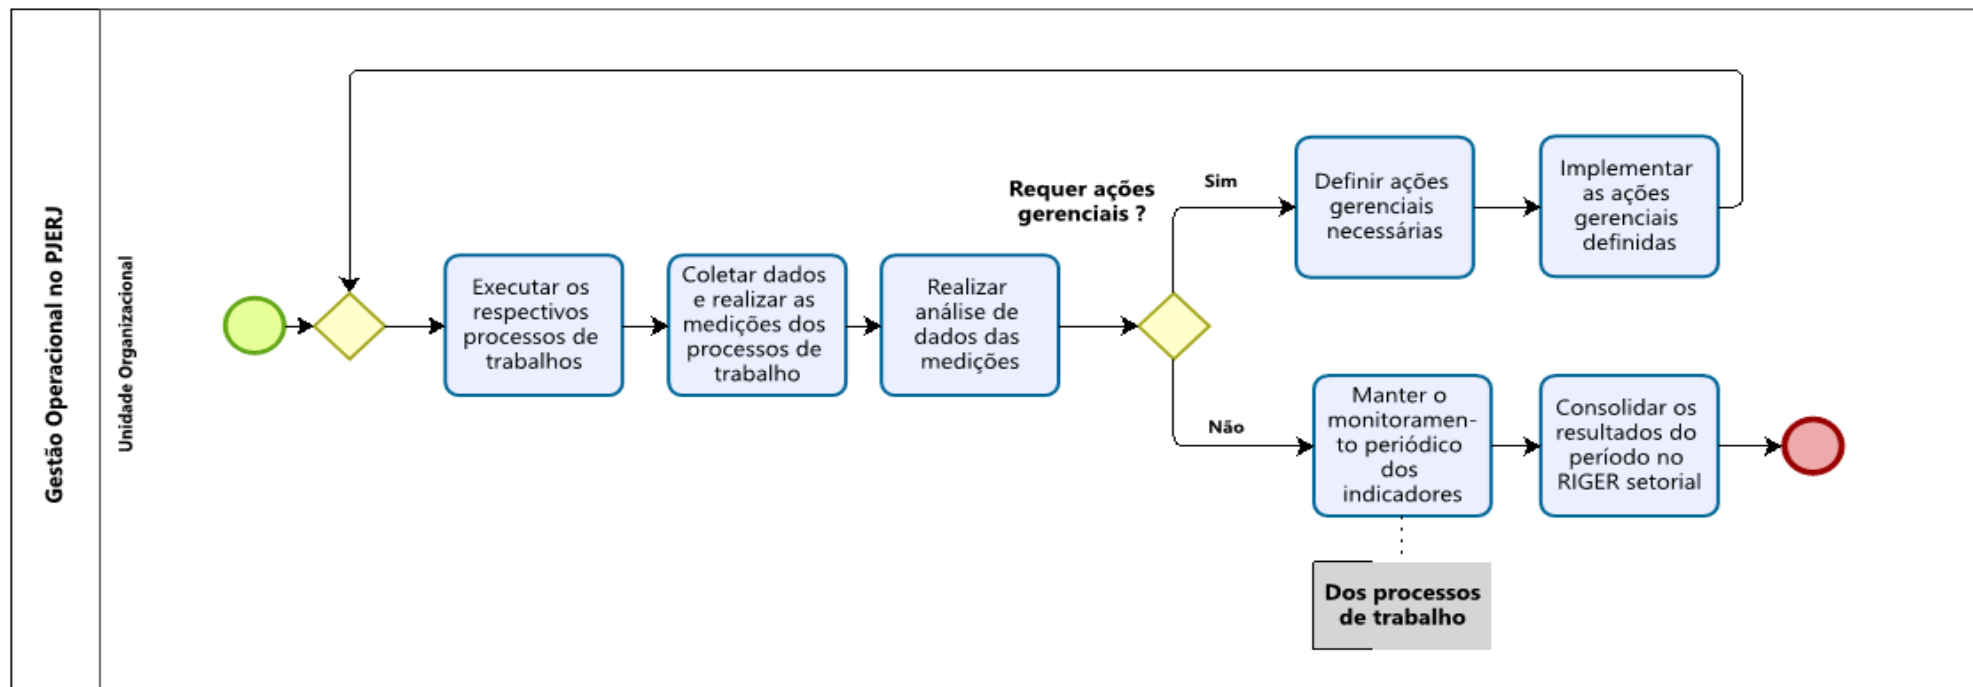 Gestão Operacional no PJERJ
Unidade Organizacional
Executar os
respectivos
processos de
trabalhos
Coletar dados
e realizar as
medições dos
processos de
trabalho
Realizar
análise de
dados das
medições
Requer ações
gerenciais ?
Sim
Definir ações
gerenciais
necessárias
Implementar
as ações
gerenciais
definidas
Não
Manter o
monitoramen-
to periódico
dos
indicadores
Consolidar os
resultados do
período no
RIGER setorial
Dos processos
de trabalho